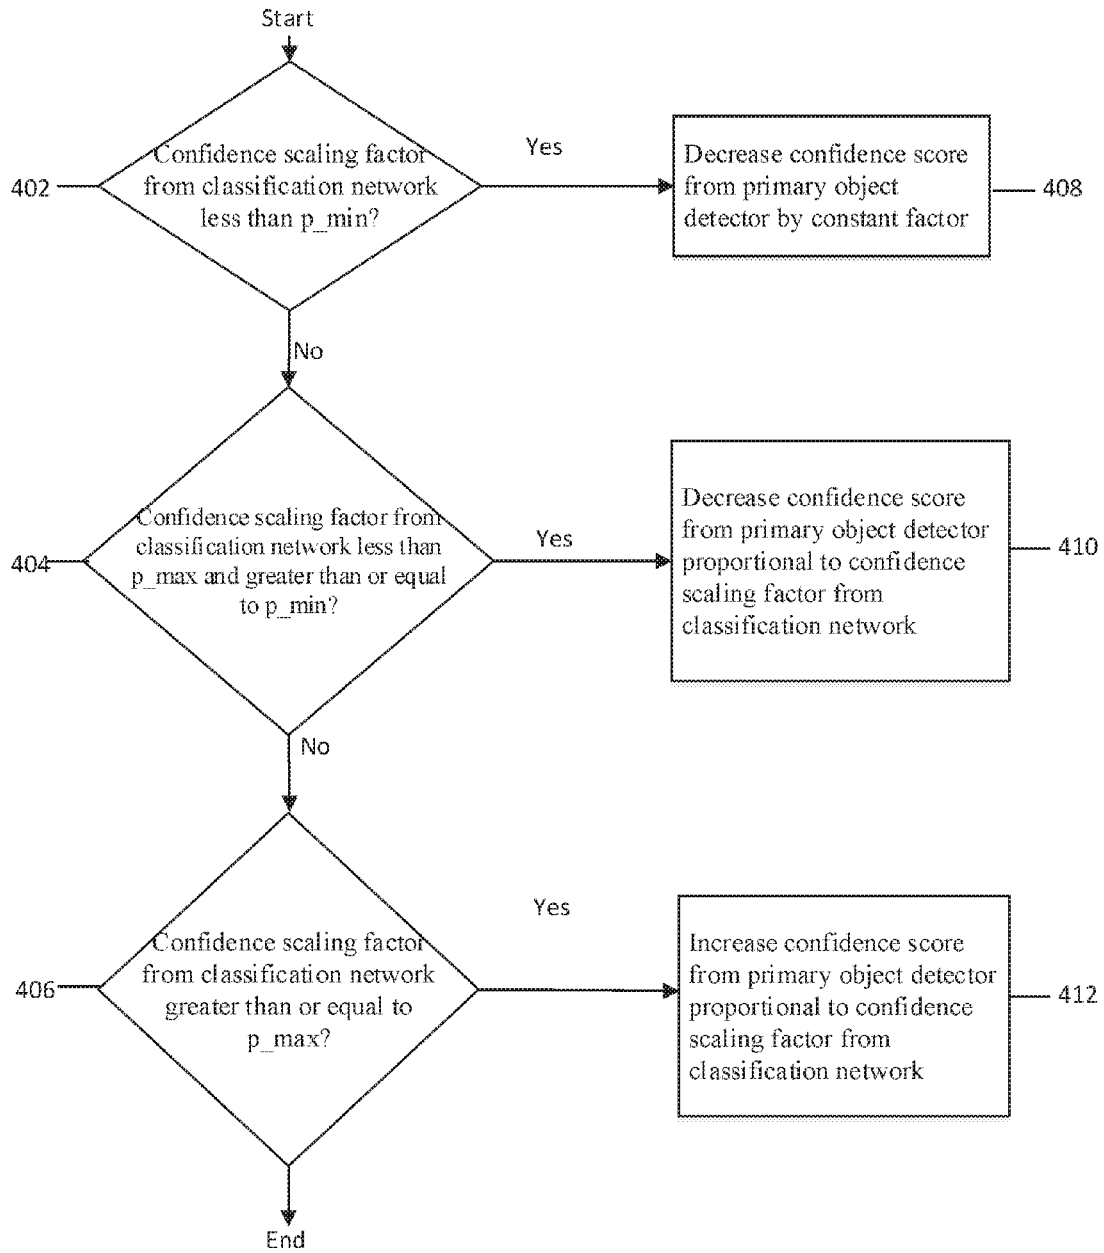 Start
Confidence scaling factor
from classification network
less than p_min?
402
Yes
Decrease confidence score
from primary object
detector by constant factor
408
No
Confidence scaling factor from
classification network less than
p_max and greater than or equal
to p_min?
404
Yes
Decrease confidence score
from primary object detector
proportional to confidence
scaling factor from
classification network
410
No
Confidence scaling factor
from classification network
greater than or equal to
p_max?
406
Yes
Increase confidence score
from primary object detector
proportional to confidence
scaling factor from
classification network
412
End